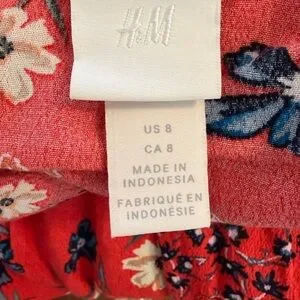 H&M
US 8
CA 8
MADE IN
INDONESIA
FABRIQUÉ EN
INDONÉSIE